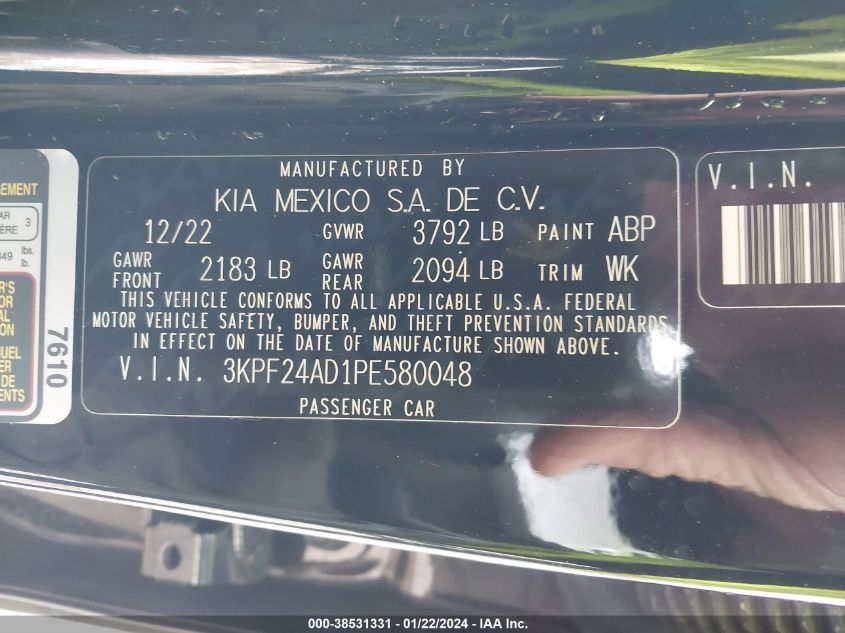 MANUFACTURED BY
KIA MEXICO S.A. DE C.V.
12/22 GVWR 3792 LB PAINT ABP
GAWR FRONT 2183 LB GAWR REAR 2094 LB TRIM WK
THIS VEHICLE CONFORMS TO ALL APPLICABLE U.S.A. FEDERAL
MOTOR VEHICLE SAFETY, BUMPER, AND THEFT PREVENTION STANDARDS
IN EFFECT ON THE DATE OF MANUFACTURE SHOWN ABOVE.
V.I.N. 3KPF24AD1PE580048
PASSENGER CAR
V.I.N.
3
lbs.
lb.
7610
000-38531331 - 01/22/2024 - IAA Inc.